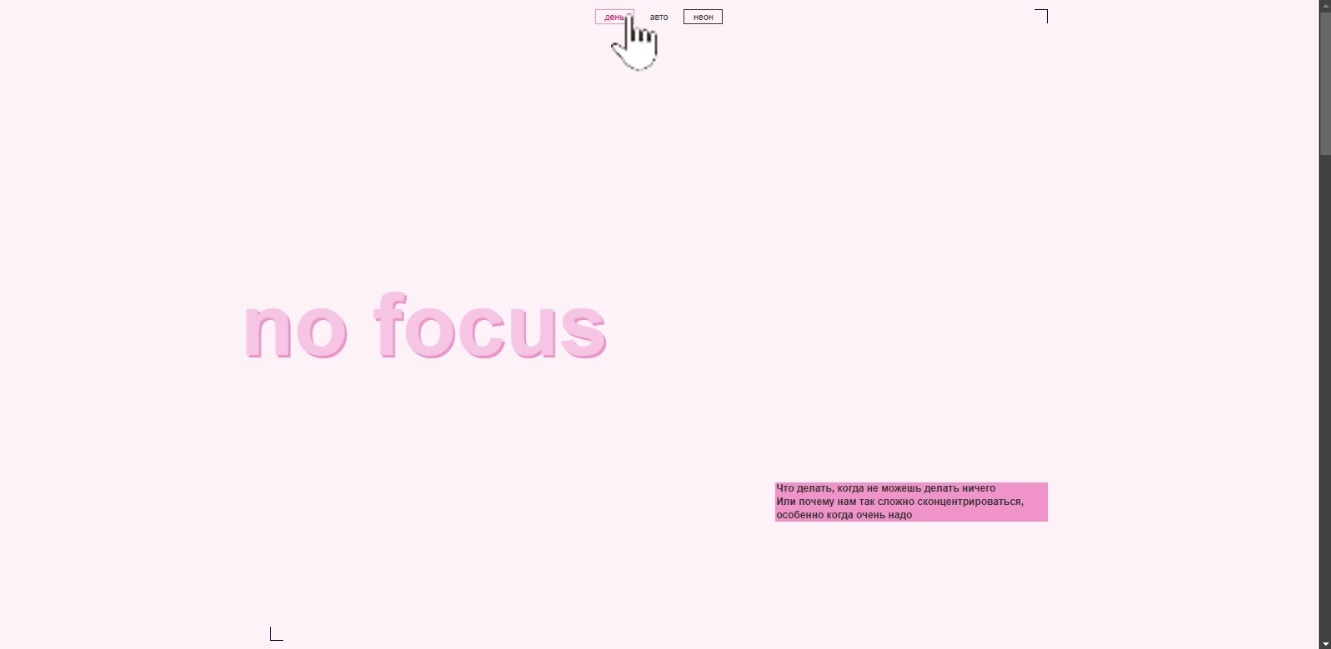 день
авто
неон
no focus
Что делать, когда не можешь делать ничего
Или почему нам так сложно сконцентрироваться,
особенно когда очень надо